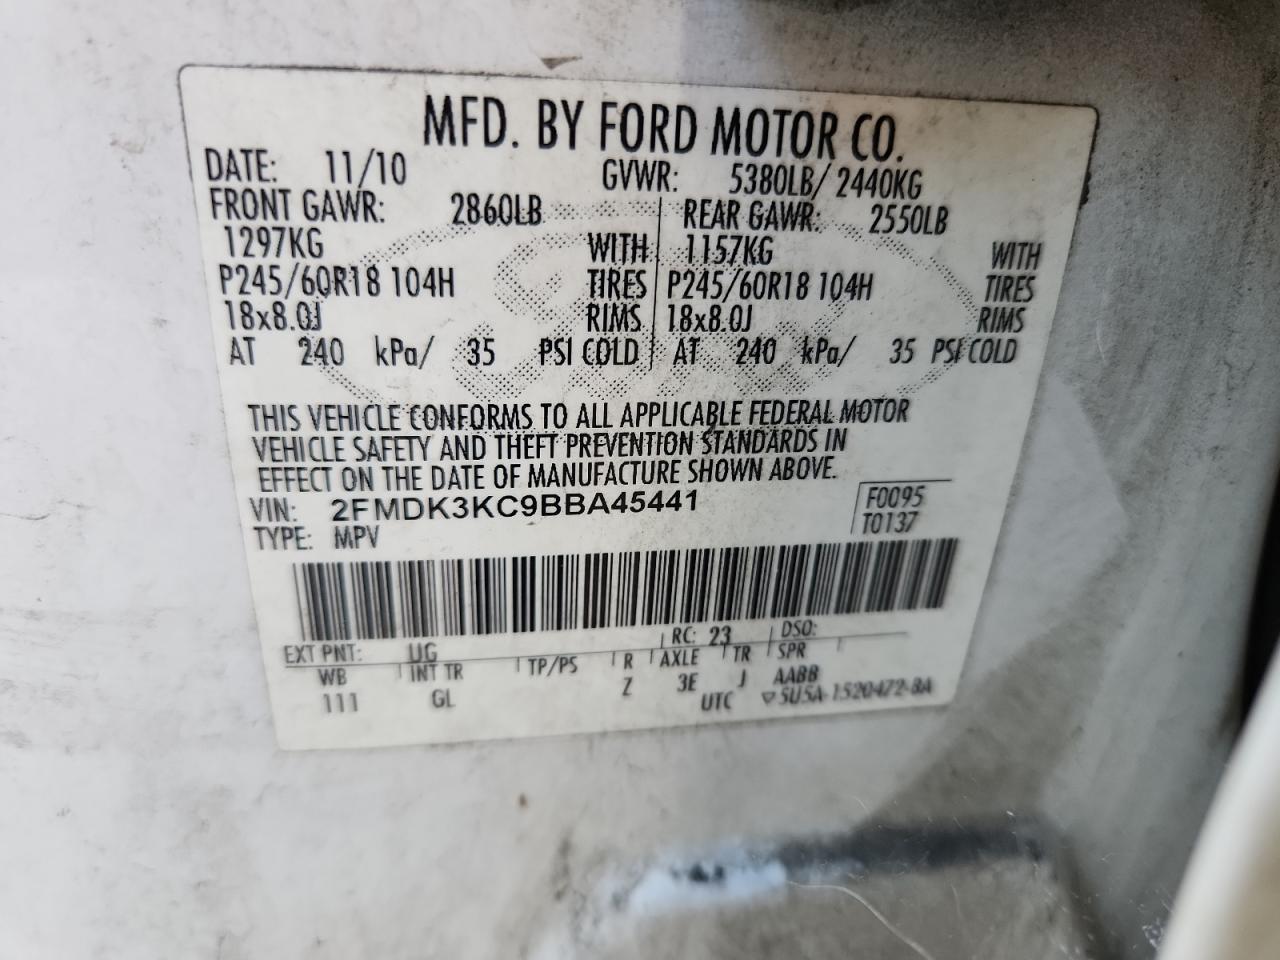 MFD. BY FORD MOTOR CO.
DATE: 11/10 GVWR: 5380LB/ 2440KG
FRONT GAWR: 2860LB REAR GAWR: 2550LB
1297KG WITH 1157KG WITH
P245/60R18 104H TIRES P245/60R18 104H TIRES
18x8.0J RIMS 18x8.0J RIMS
AT 240 kPa/ 35 PSI COLD AT 240 kPa/ 35 PSI COLD
THIS VEHICLE CONFORMS TO ALL APPLICABLE FEDERAL MOTOR
VEHICLE SAFETY AND THEFT PREVENTION STANDARDS IN
EFFECT ON THE DATE OF MANUFACTURE SHOWN ABOVE.
VIN: 2FMDK3KC9BBA45441 F0095
TYPE: MPV T0137
EXT PNT: UG RC: 23 DSO:
WB INT TR TP/PS R AXLE TR SPR
111 GL Z 3E J AABB
UTC ▽5U5A-1520472-BA